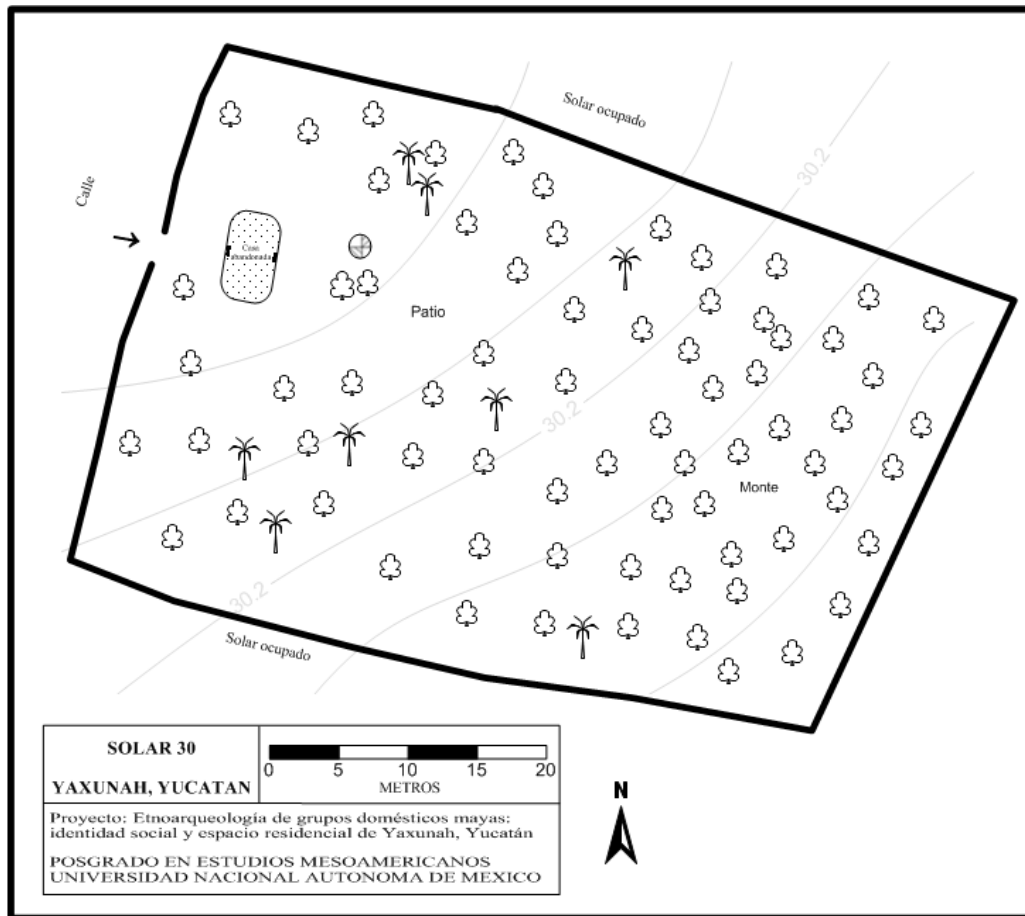 Solar ocupado
Calle
30.2
Casa
abandonada
Patio
30.2
Monte
30.2
Solar ocupado
SOLAR 30
YAXUNAH, YUCATAN
0 5 10 15 20
METROS
N
Proyecto: Etnoarqueología de grupos domésticos mayas:
identidad social y espacio residencial de Yaxunah, Yucatán
POSGRADO EN ESTUDIOS MESOAMERICANOS
UNIVERSIDAD NACIONAL AUTONOMA DE MEXICO